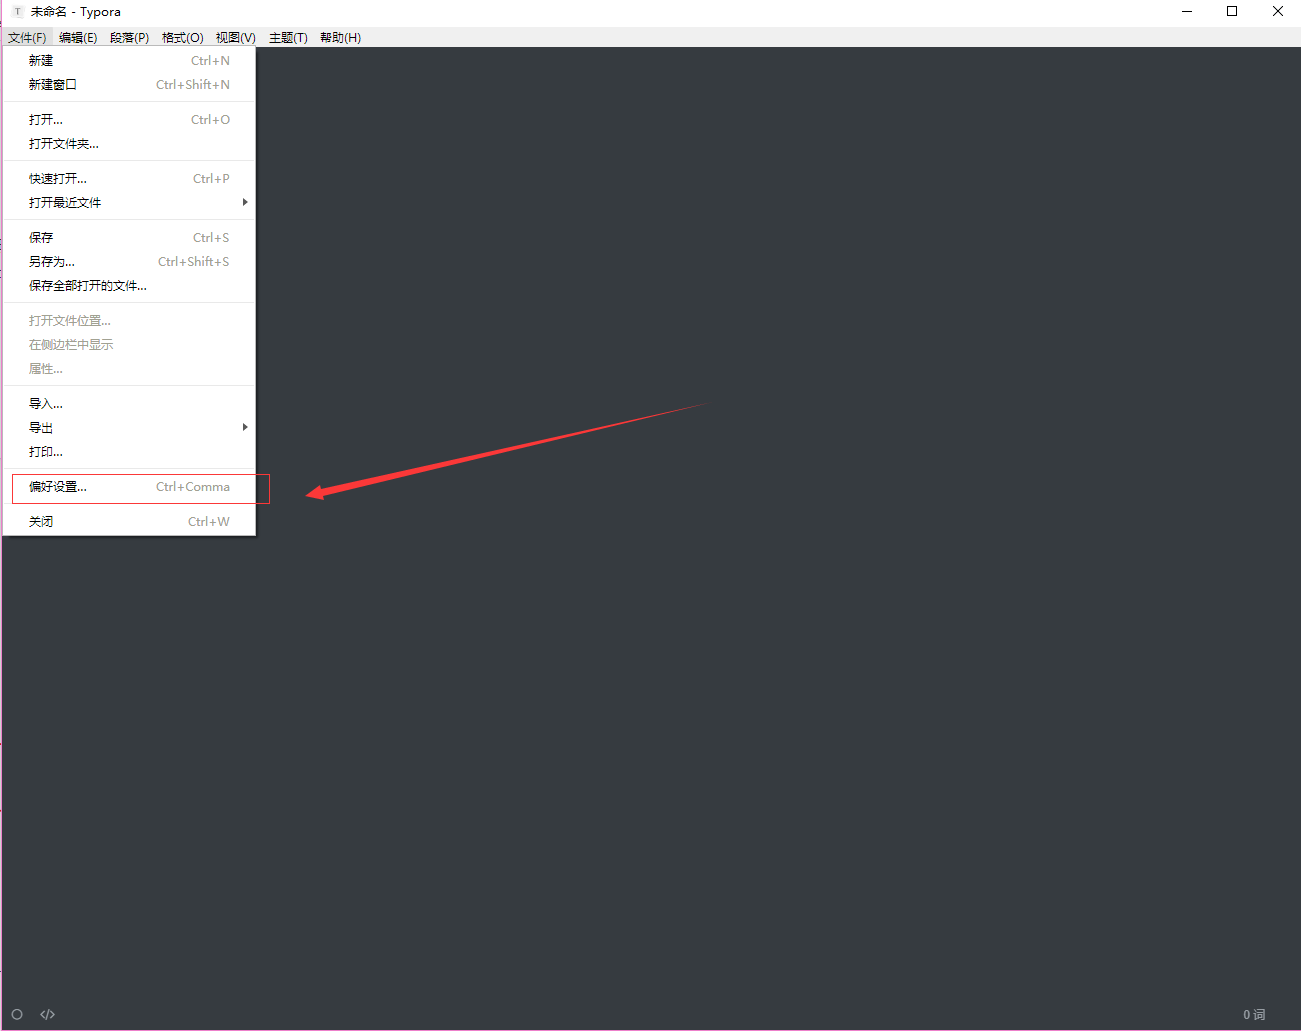 T 未命名 - Typora
文件(F) 编辑(E) 段落(P) 格式(O) 视图(V) 主题(T) 帮助(H)
新建 Ctrl+N
新建窗口 Ctrl+Shift+N
打开... Ctrl+O
打开文件夹...
快速打开... Ctrl+P
打开最近文件
保存 Ctrl+S
另存为... Ctrl+Shift+S
保存全部打开的文件...
打开文件位置...
在侧边栏中显示
属性...
导入...
导出
打印...
偏好设置... Ctrl+Comma
关闭 Ctrl+W
</> 0 词